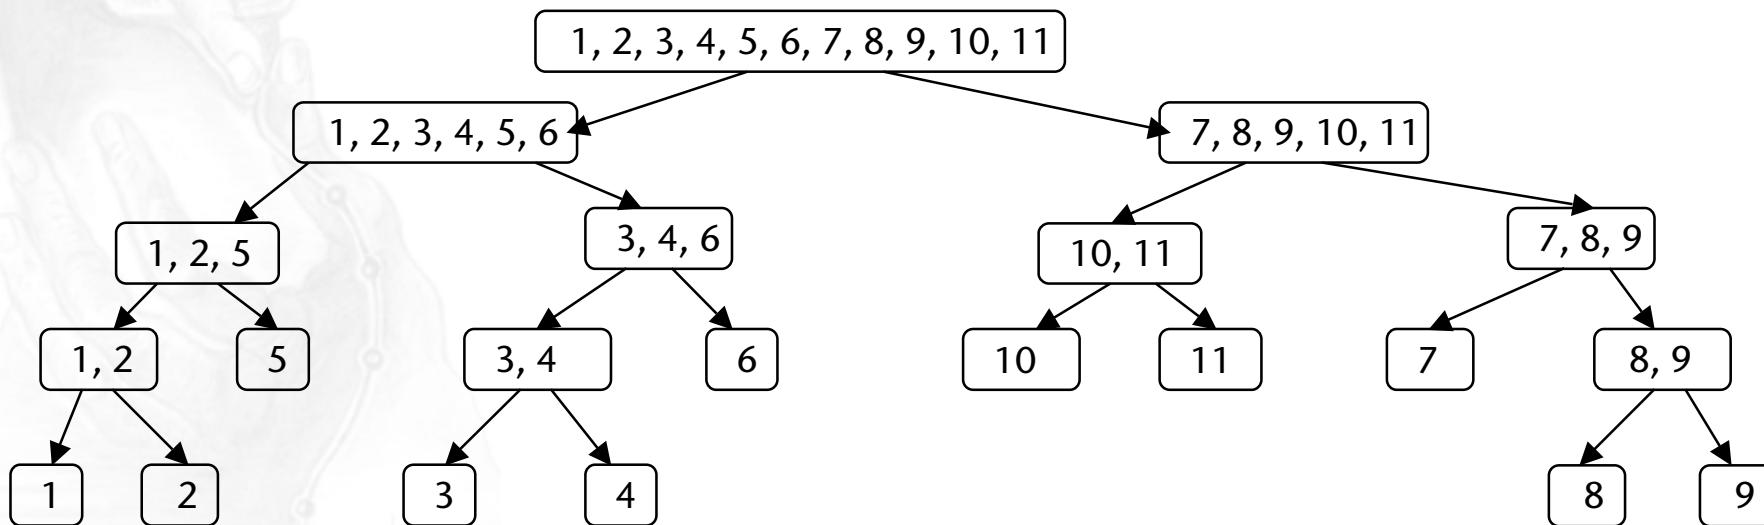 1, 2, 3, 4, 5, 6, 7, 8, 9, 10, 11
1, 2, 3, 4, 5, 6
7, 8, 9, 10, 11
1, 2, 5
3, 4, 6
10, 11
7, 8, 9
1, 2
5
3, 4
6
10
11
7
8, 9
1
2
3
4
8
9